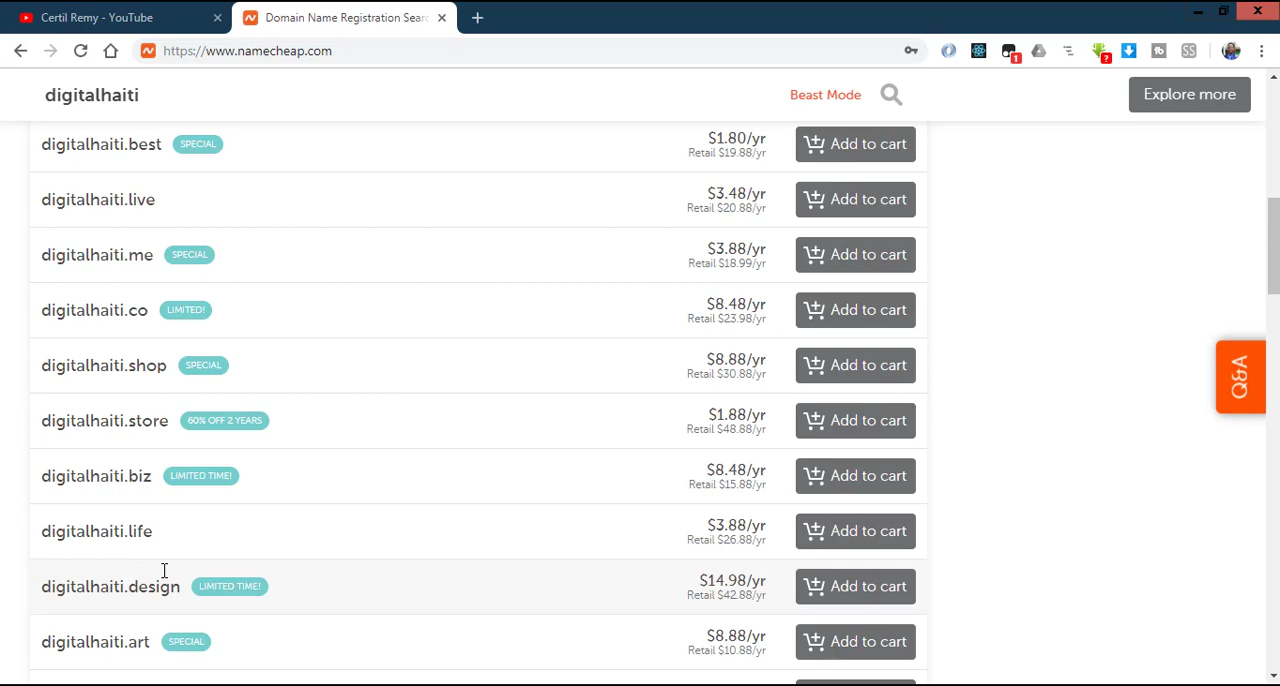 Certil Remy - YouTube
Domain Name Registration Sear
https://www.namecheap.com
1
?
tb
SS
digitalhaiti
Beast Mode
Explore more
digitalhaiti.best SPECIAL $1.80/yr Add to cart
Retail $19.88/yr
digitalhaiti.live $3.48/yr Add to cart
Retail $20.88/yr
digitalhaiti.me SPECIAL $3.88/yr Add to cart
Retail $18.99/yr
digitalhaiti.co LIMITED! $8.48/yr Add to cart
Retail $23.98/yr
digitalhaiti.shop SPECIAL $8.88/yr Add to cart
Retail $30.88/yr
digitalhaiti.store 60% OFF 2 YEARS $1.88/yr Add to cart
Retail $48.88/yr
digitalhaiti.biz LIMITED TIME! $8.48/yr Add to cart
Retail $15.88/yr
digitalhaiti.life $3.88/yr Add to cart
Retail $26.88/yr
digitalhaiti.design LIMITED TIME! $14.98/yr Add to cart
Retail $42.88/yr
digitalhaiti.art SPECIAL $8.88/yr Add to cart
Retail $10.88/yr
Q&A